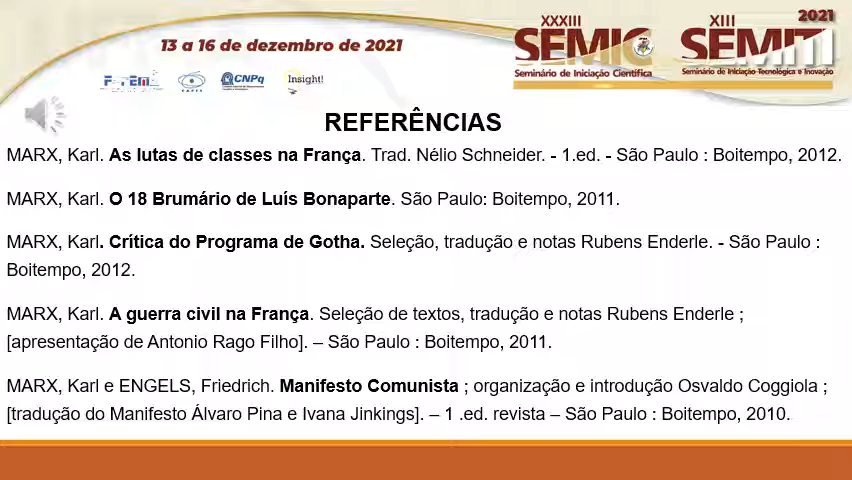 2021
XXXIII
XIII
13 a 16 de dezembro de 2021
SEMIC
SEMITI
Seminário de Iniciação Científica
Seminário de Iniciação Tecnológica e Inovação
CNPq
Insight!
REFERÊNCIAS
MARX, Karl. As lutas de classes na França. Trad. Nélio Schneider. - 1.ed. - São Paulo : Boitempo, 2012.
MARX, Karl. O 18 Brumário de Luís Bonaparte. São Paulo: Boitempo, 2011.
MARX, Karl. Crítica do Programa de Gotha. Seleção, tradução e notas Rubens Enderle. - São Paulo :
Boitempo, 2012.
MARX, Karl. A guerra civil na França. Seleção de textos, tradução e notas Rubens Enderle ;
[apresentação de Antonio Rago Filho]. – São Paulo : Boitempo, 2011.
MARX, Karl e ENGELS, Friedrich. Manifesto Comunista ; organização e introdução Osvaldo Coggiola ;
[tradução do Manifesto Álvaro Pina e Ivana Jinkings]. – 1 .ed. revista – São Paulo : Boitempo, 2010.